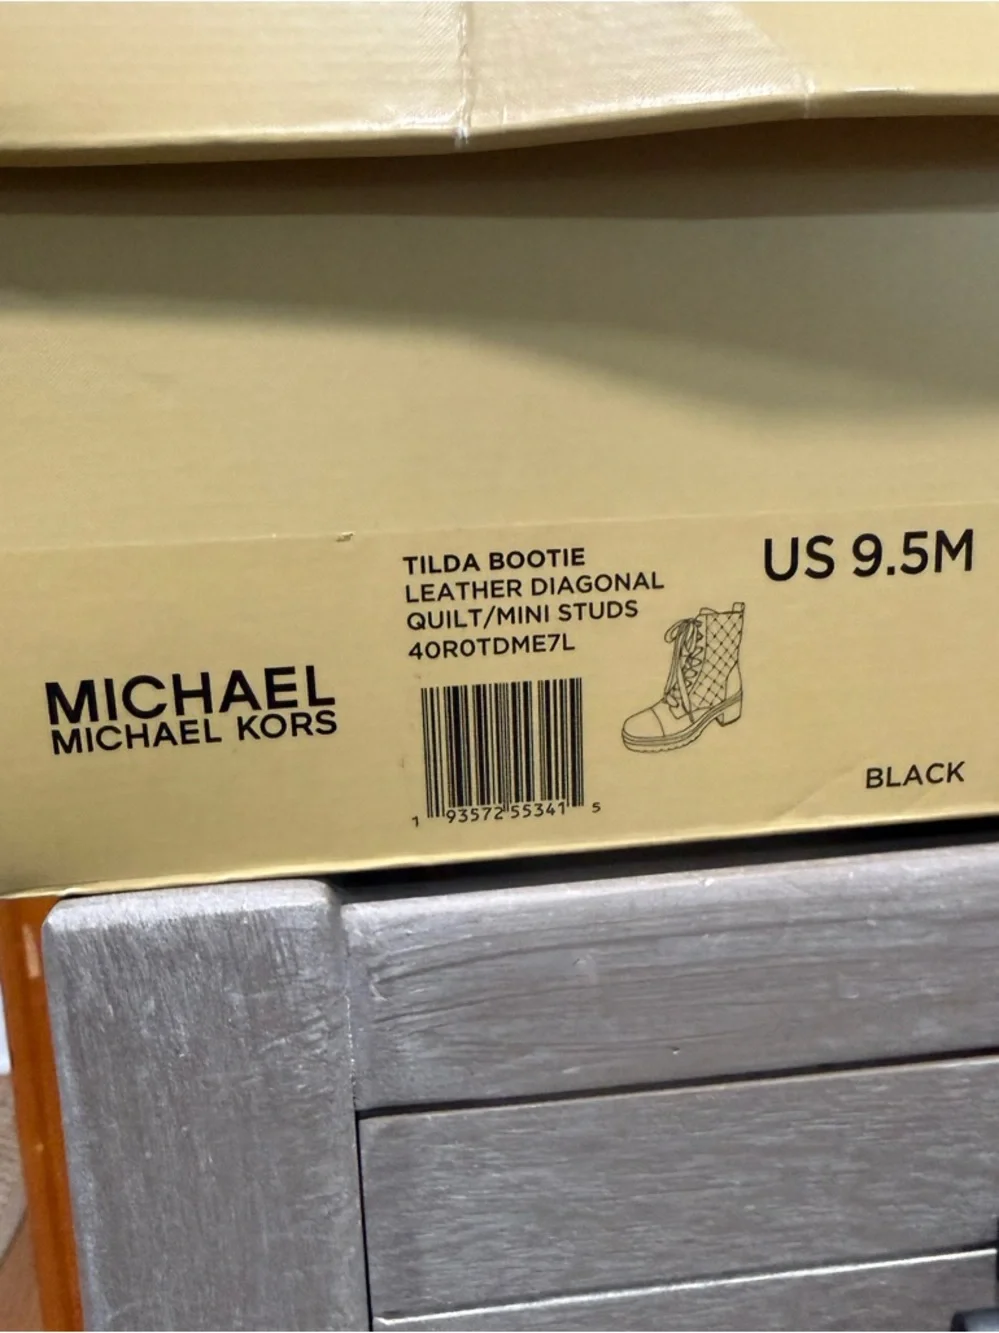 TILDA BOOTIE
LEATHER DIAGONAL
QUILT/MINI STUDS
40R0TDME7L
US 9.5M
MICHAEL
MICHAEL KORS
1 93572 55341 5
BLACK